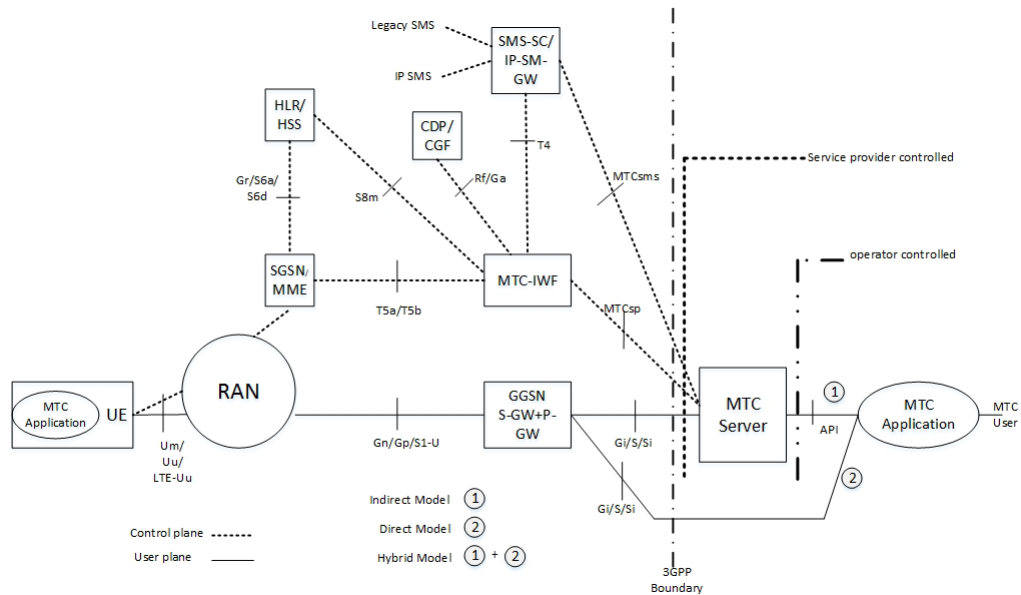 Legacy SMS
IP SMS
SMS-SC/
IP-SM-
GW
HLR/
HSS
CDP/
CGF
T4
Gr/S6a/
S6d
S8m
Rf/Ga
MTCsms
Service provider controlled
operator controlled
SGSN/
MME
T5a/T5b
MTC-IWF
MTCsp
RAN
MTC
Application
UE
Um/
Uu/
LTE-Uu
Gn/Gp/S1-U
GGSN
S-GW+P-
GW
Gi/S/Si
Gi/S/Si
MTC
Server
1
API
MTC
Application
MTC
User
2
Indirect Model 1
Direct Model 2
Hybrid Model 1 + 2
Control plane
User plane
3GPP
Boundary